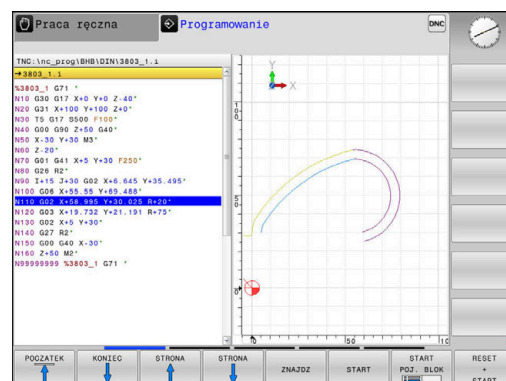 Praca ręczna
Programowanie
DNC
TNC:\nc_prog\BHB\DIN\3803_1.i
→3803_1.i
%3803_1 G71 *
N10 G30 G17 X+0 Y+0 Z-40*
N20 G31 X+100 Y+100 Z+0*
N30 T5 G17 S500 F100*
N40 G00 G90 Z+50 G40*
N50 X-30 Y+30 M3*
N60 Z-20*
N70 G01 G41 X+5 Y+30 F250*
N80 G26 R2*
N90 I+15 J+30 G02 X+6.645 Y+35.495*
N100 G06 X+55.55 Y+69.488*
N110 G02 X+58.995 Y+30.025 R+20*
N120 G03 X+19.732 Y+21.191 R+75*
N130 G02 X+5 Y+30*
N140 G27 R2*
N150 G00 G40 X-30*
N160 Z+50 M2*
N99999999 %3803_1 G71 *
Y
X
100
50
0
0
50
10
POCZATEK
KONIEC
STRONA
STRONA
ZNAJDZ
START
START
POJ. BLOK
RESET
+
START